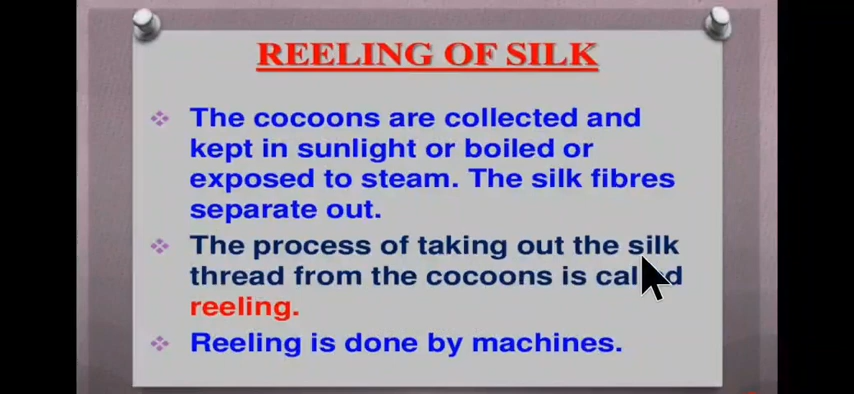 REELING OF SILK
The cocoons are collected and
kept in sunlight or boiled or
exposed to steam. The silk fibres
separate out.
The process of taking out the silk
thread from the cocoons is called
reeling.
Reeling is done by machines.